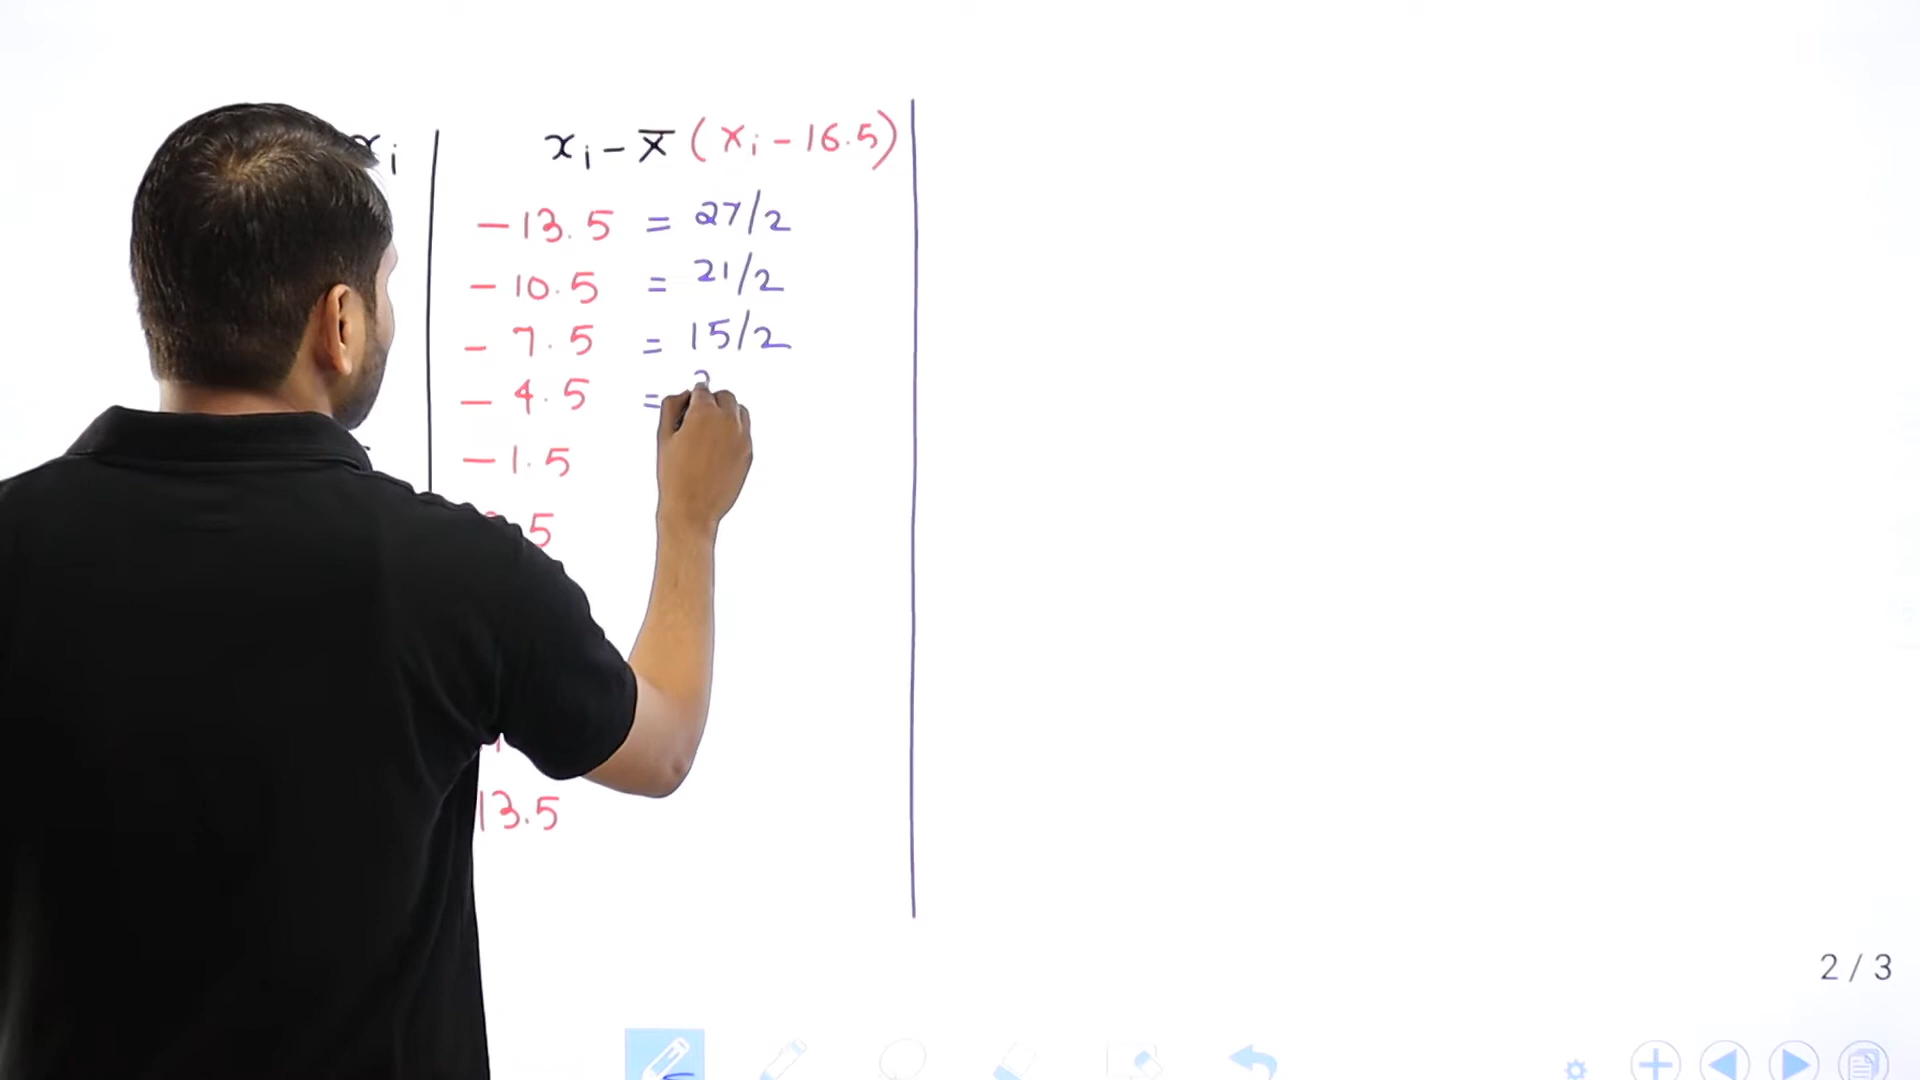 xi
xi - x̅ (xi - 16.5)
- 13.5 = 27/2
- 10.5 = 21/2
- 7.5 = 15/2
- 4.5 =
- 1.5
5
13.5
2 / 3